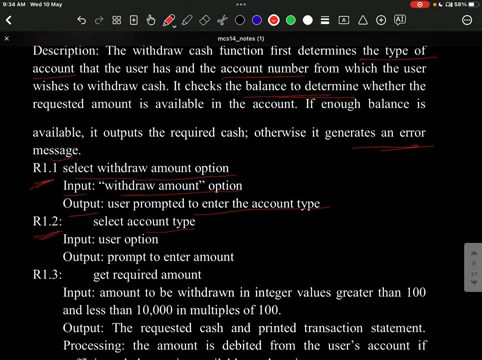 9:34 AM Wed 10 May
58%
mcs14_notes (1)
Description: The withdraw cash function first determines the type of
account that the user has and the account number from which the user
wishes to withdraw cash. It checks the balance to determine whether the
requested amount is available in the account. If enough balance is
available, it outputs the required cash; otherwise it generates an error
message.
R1.1 select withdraw amount option
Input: “withdraw amount” option
Output: user prompted to enter the account type
R1.2: select account type
Input: user option
Output: prompt to enter amount
R1.3: get required amount
Input: amount to be withdrawn in integer values greater than 100
and less than 10,000 in multiples of 100.
Output: The requested cash and printed transaction statement.
Processing: the amount is debited from the user’s account if